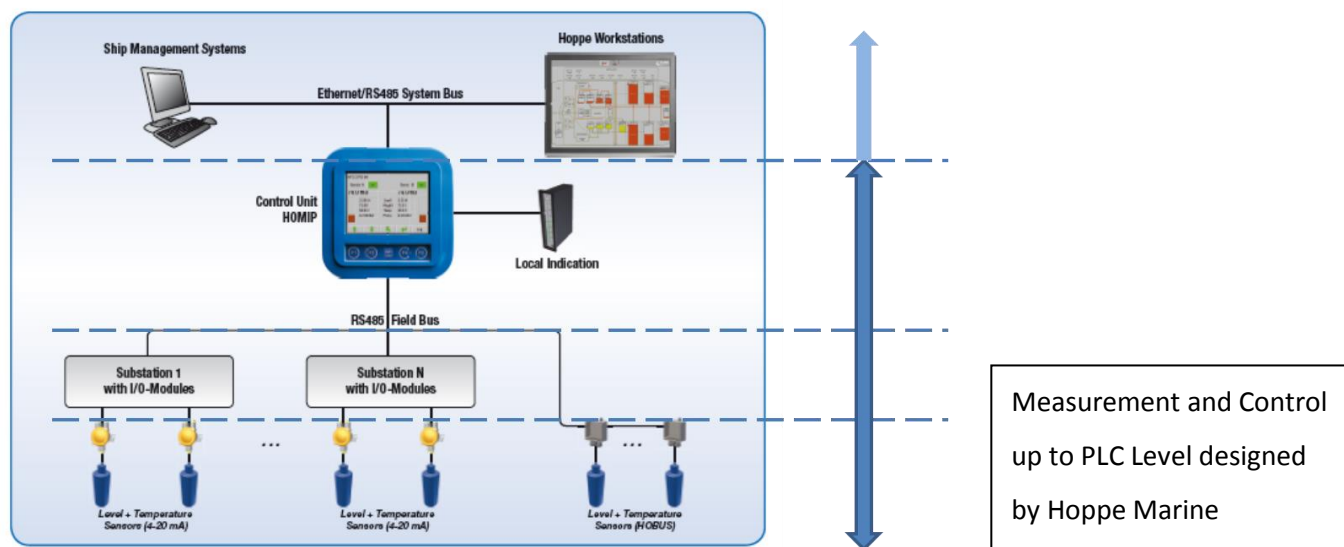 Ship Management Systems
Hoppe Workstations
Ethernet/RS485 System Bus
Control Unit
HOMIP
Local Indication
RS485 Field Bus
Substation 1
with I/O-Modules
Substation N
with I/O-Modules
...
...
...
Level + Temperature
Sensors (4-20 mA)
Level + Temperature
Sensors (4-20 mA)
Level + Temperature
Sensors (HOBUS)
Measurement and Control
up to PLC Level designed
by Hoppe Marine